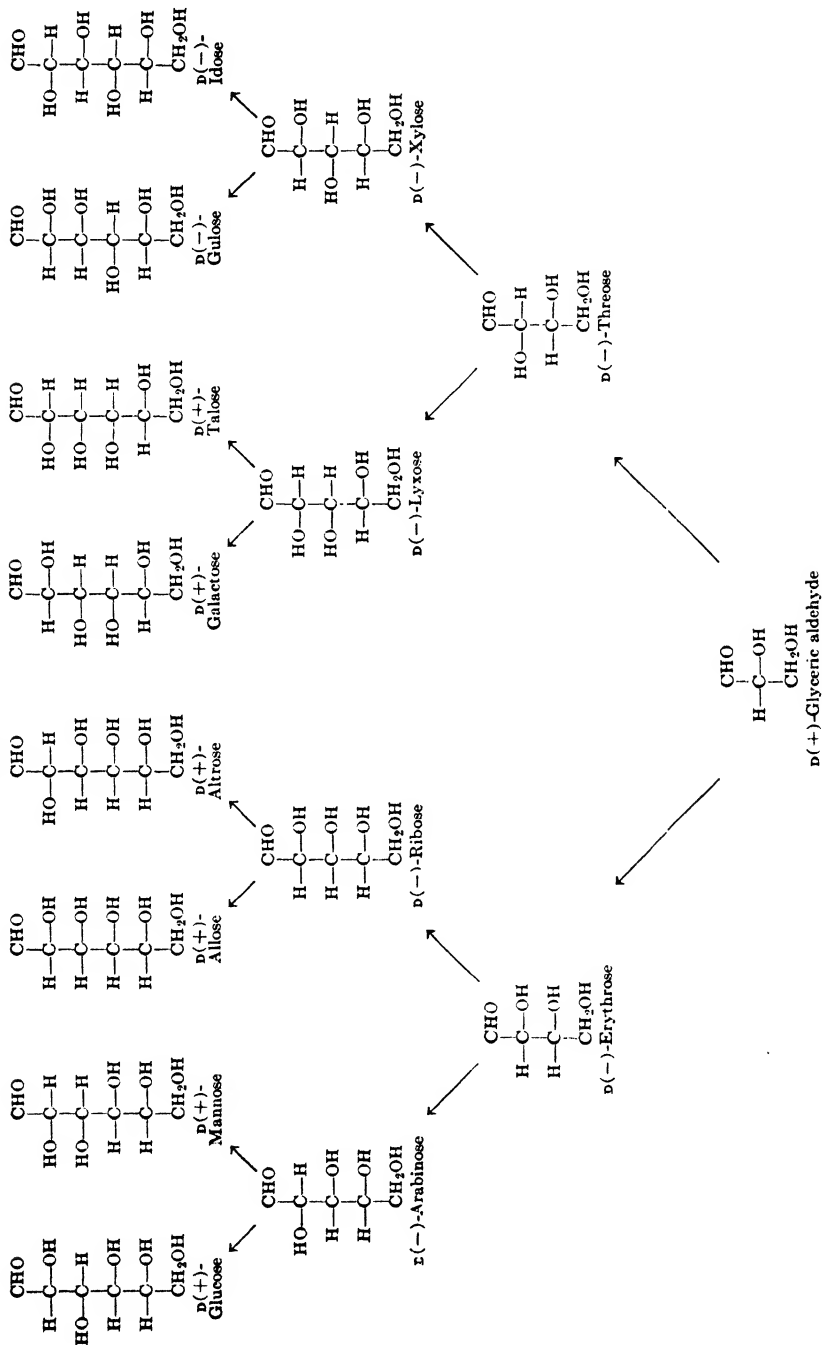 CHO CHO CHO CHO CHO CHO CHO CHO
H—C—OH HO—C—H H—C—OH HO—C—H H—C—OH HO—C—H H—C—OH HO—C—H
HO—C—H HO—C—H H—C—OH H—C—OH HO—C—H HO—C—H H—C—OH H—C—OH
H—C—OH H—C—OH H—C—OH H—C—OH HO—C—H HO—C—H HO—C—H HO—C—H
H—C—OH H—C—OH H—C—OH H—C—OH H—C—OH H—C—OH H—C—OH H—C—OH
CH₂OH CH₂OH CH₂OH CH₂OH CH₂OH CH₂OH CH₂OH CH₂OH
D(+)- D(+)- D(+)- D(+)- D(+)- D(+)- D(−)- D(−)-
Glucose Mannose Allose Altrose Galactose Talose Gulose Idose
CHO CHO CHO CHO
HO—C—H H—C—OH HO—C—H H—C—OH
H—C—OH H—C—OH HO—C—H HO—C—H
H—C—OH H—C—OH H—C—OH H—C—OH
CH₂OH CH₂OH CH₂OH CH₂OH
D(−)-Arabinose D(−)-Ribose D(−)-Lyxose D(−)-Xylose
CHO CHO
H—C—OH HO—C—H
H—C—OH H—C—OH
CH₂OH CH₂OH
D(−)-Erythrose D(−)-Threose
CHO
H—C—OH
CH₂OH
D(+)-Glyceric aldehyde